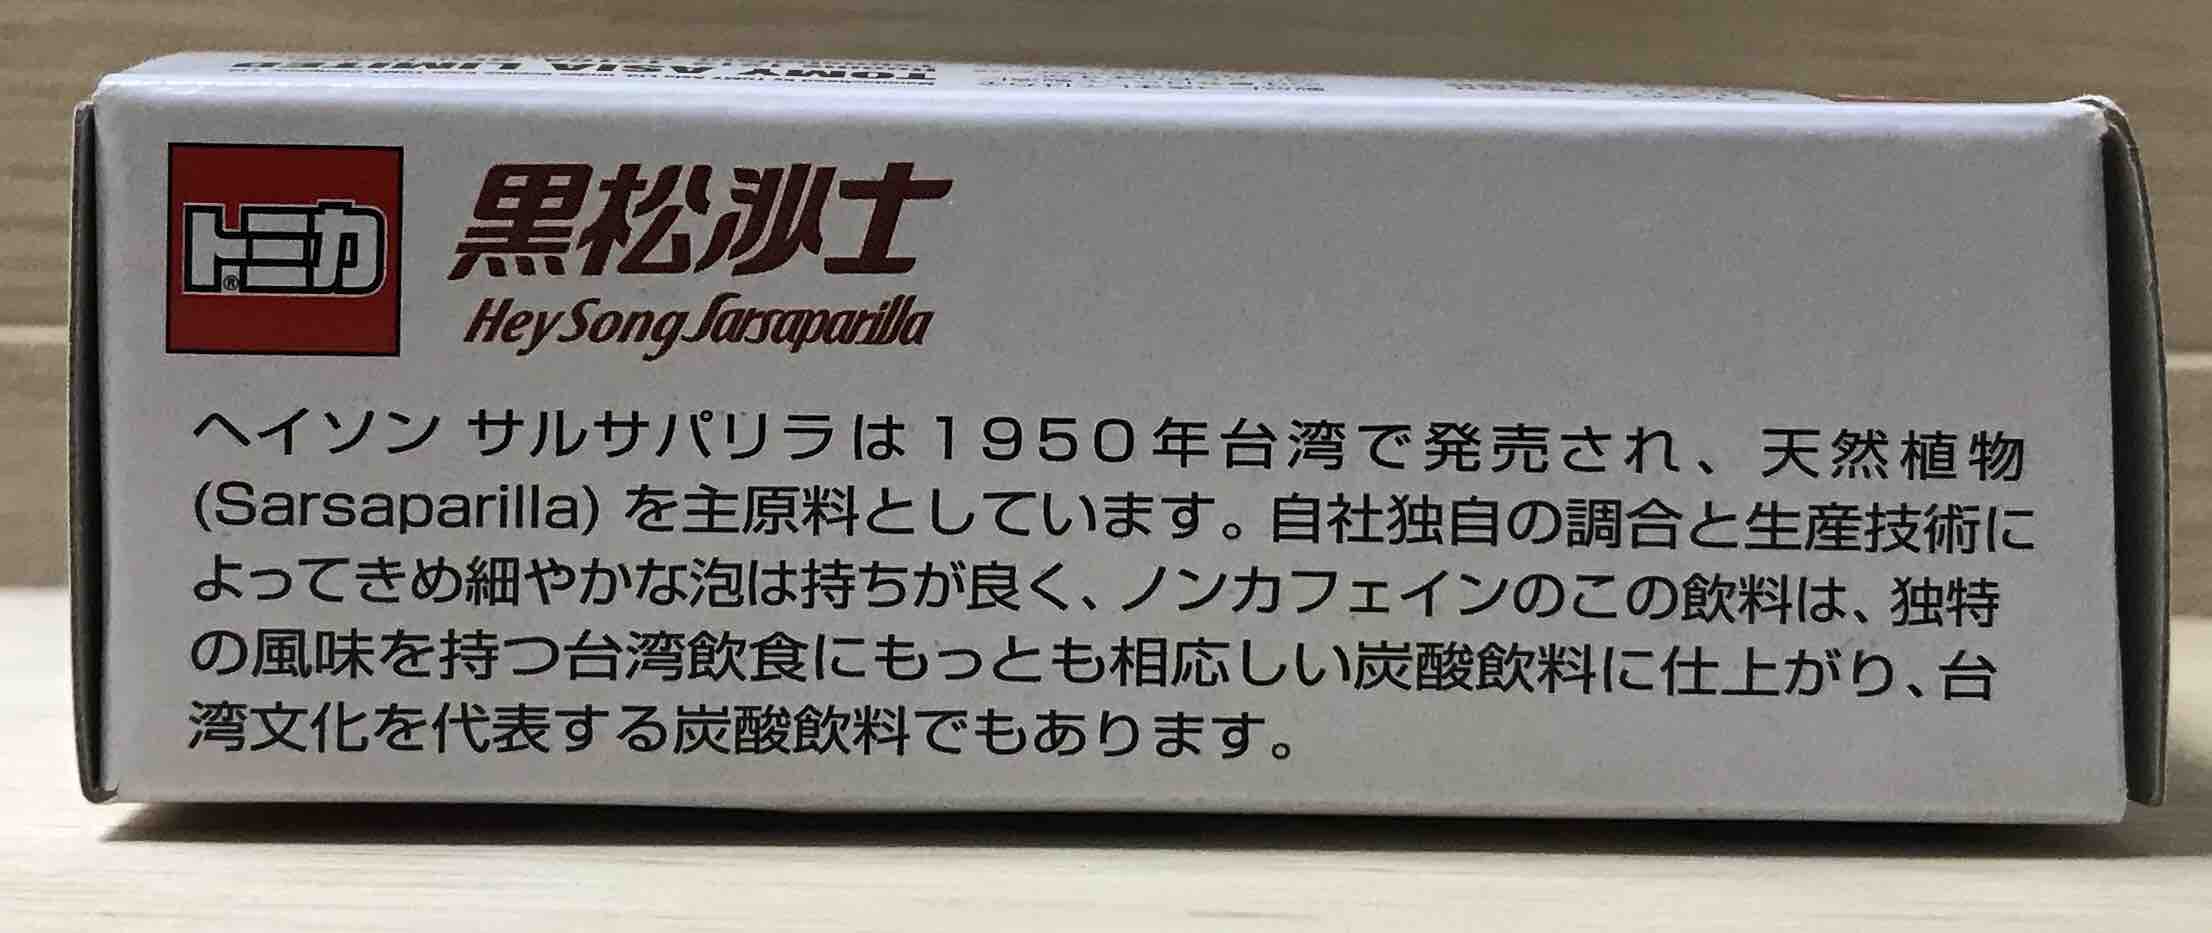 TOMY ASIA LIMITED
トミカ®
黒松沙士
HeySong Sarsaparilla
ヘイソン サルサパリラは1950年台湾で発売され、天然植物
(Sarsaparilla) を主原料としています。自社独自の調合と生産技術に
よってきめ細やかな泡は持ちが良く、ノンカフェインのこの飲料は、独特
の風味を持つ台湾飲食にもっとも相応しい炭酸飲料に仕上がり、台
湾文化を代表する炭酸飲料でもあります。